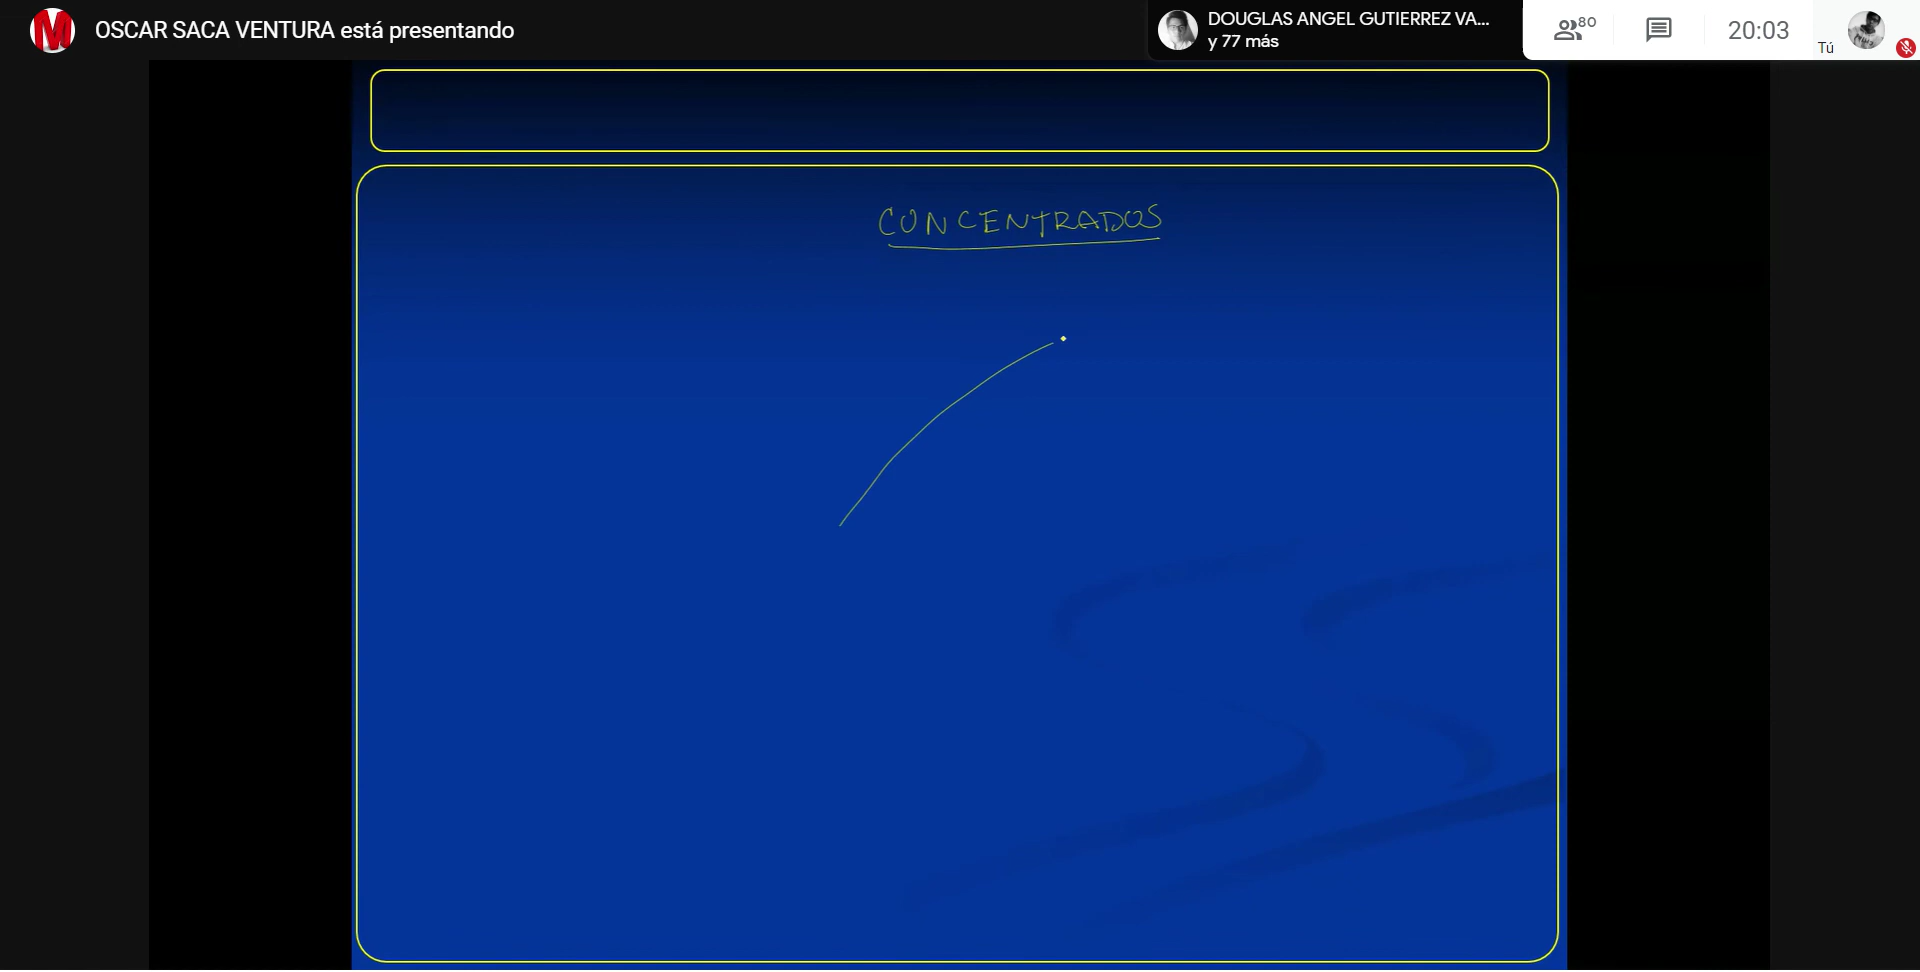 OSCAR SACA VENTURA está presentando
DOUGLAS ANGEL GUTIERREZ VA...
y 77 más
80
20:03
Tú
CONCENTRADOS